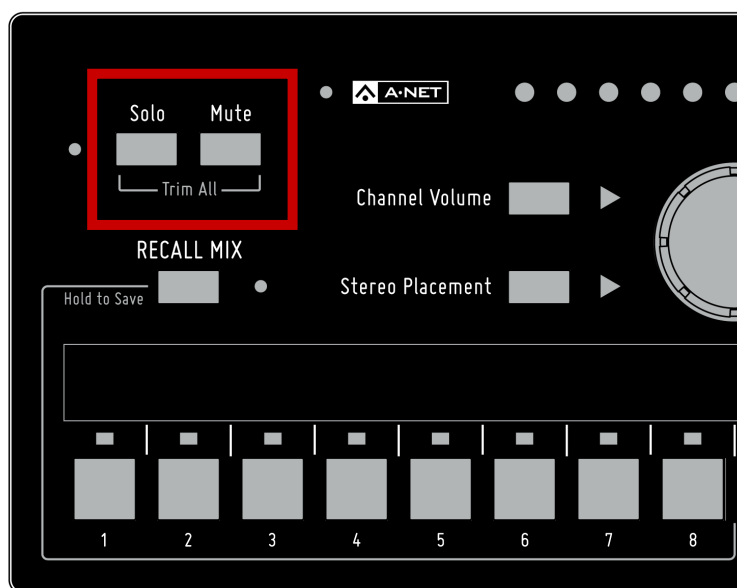 Solo Mute
A·NET
Trim All
Channel Volume
RECALL MIX
Hold to Save
Stereo Placement
1 2 3 4 5 6 7 8